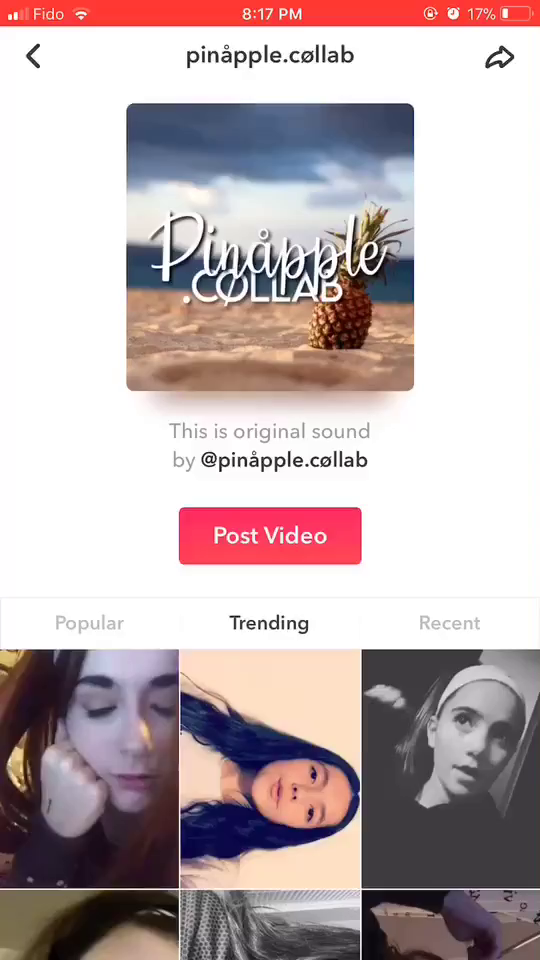 Fido 8:17 PM 17%
pinåpple.cøllab
Pinåpple
.CØLLAB
This is original sound
by @pinåpple.cøllab
Post Video
Popular Trending Recent